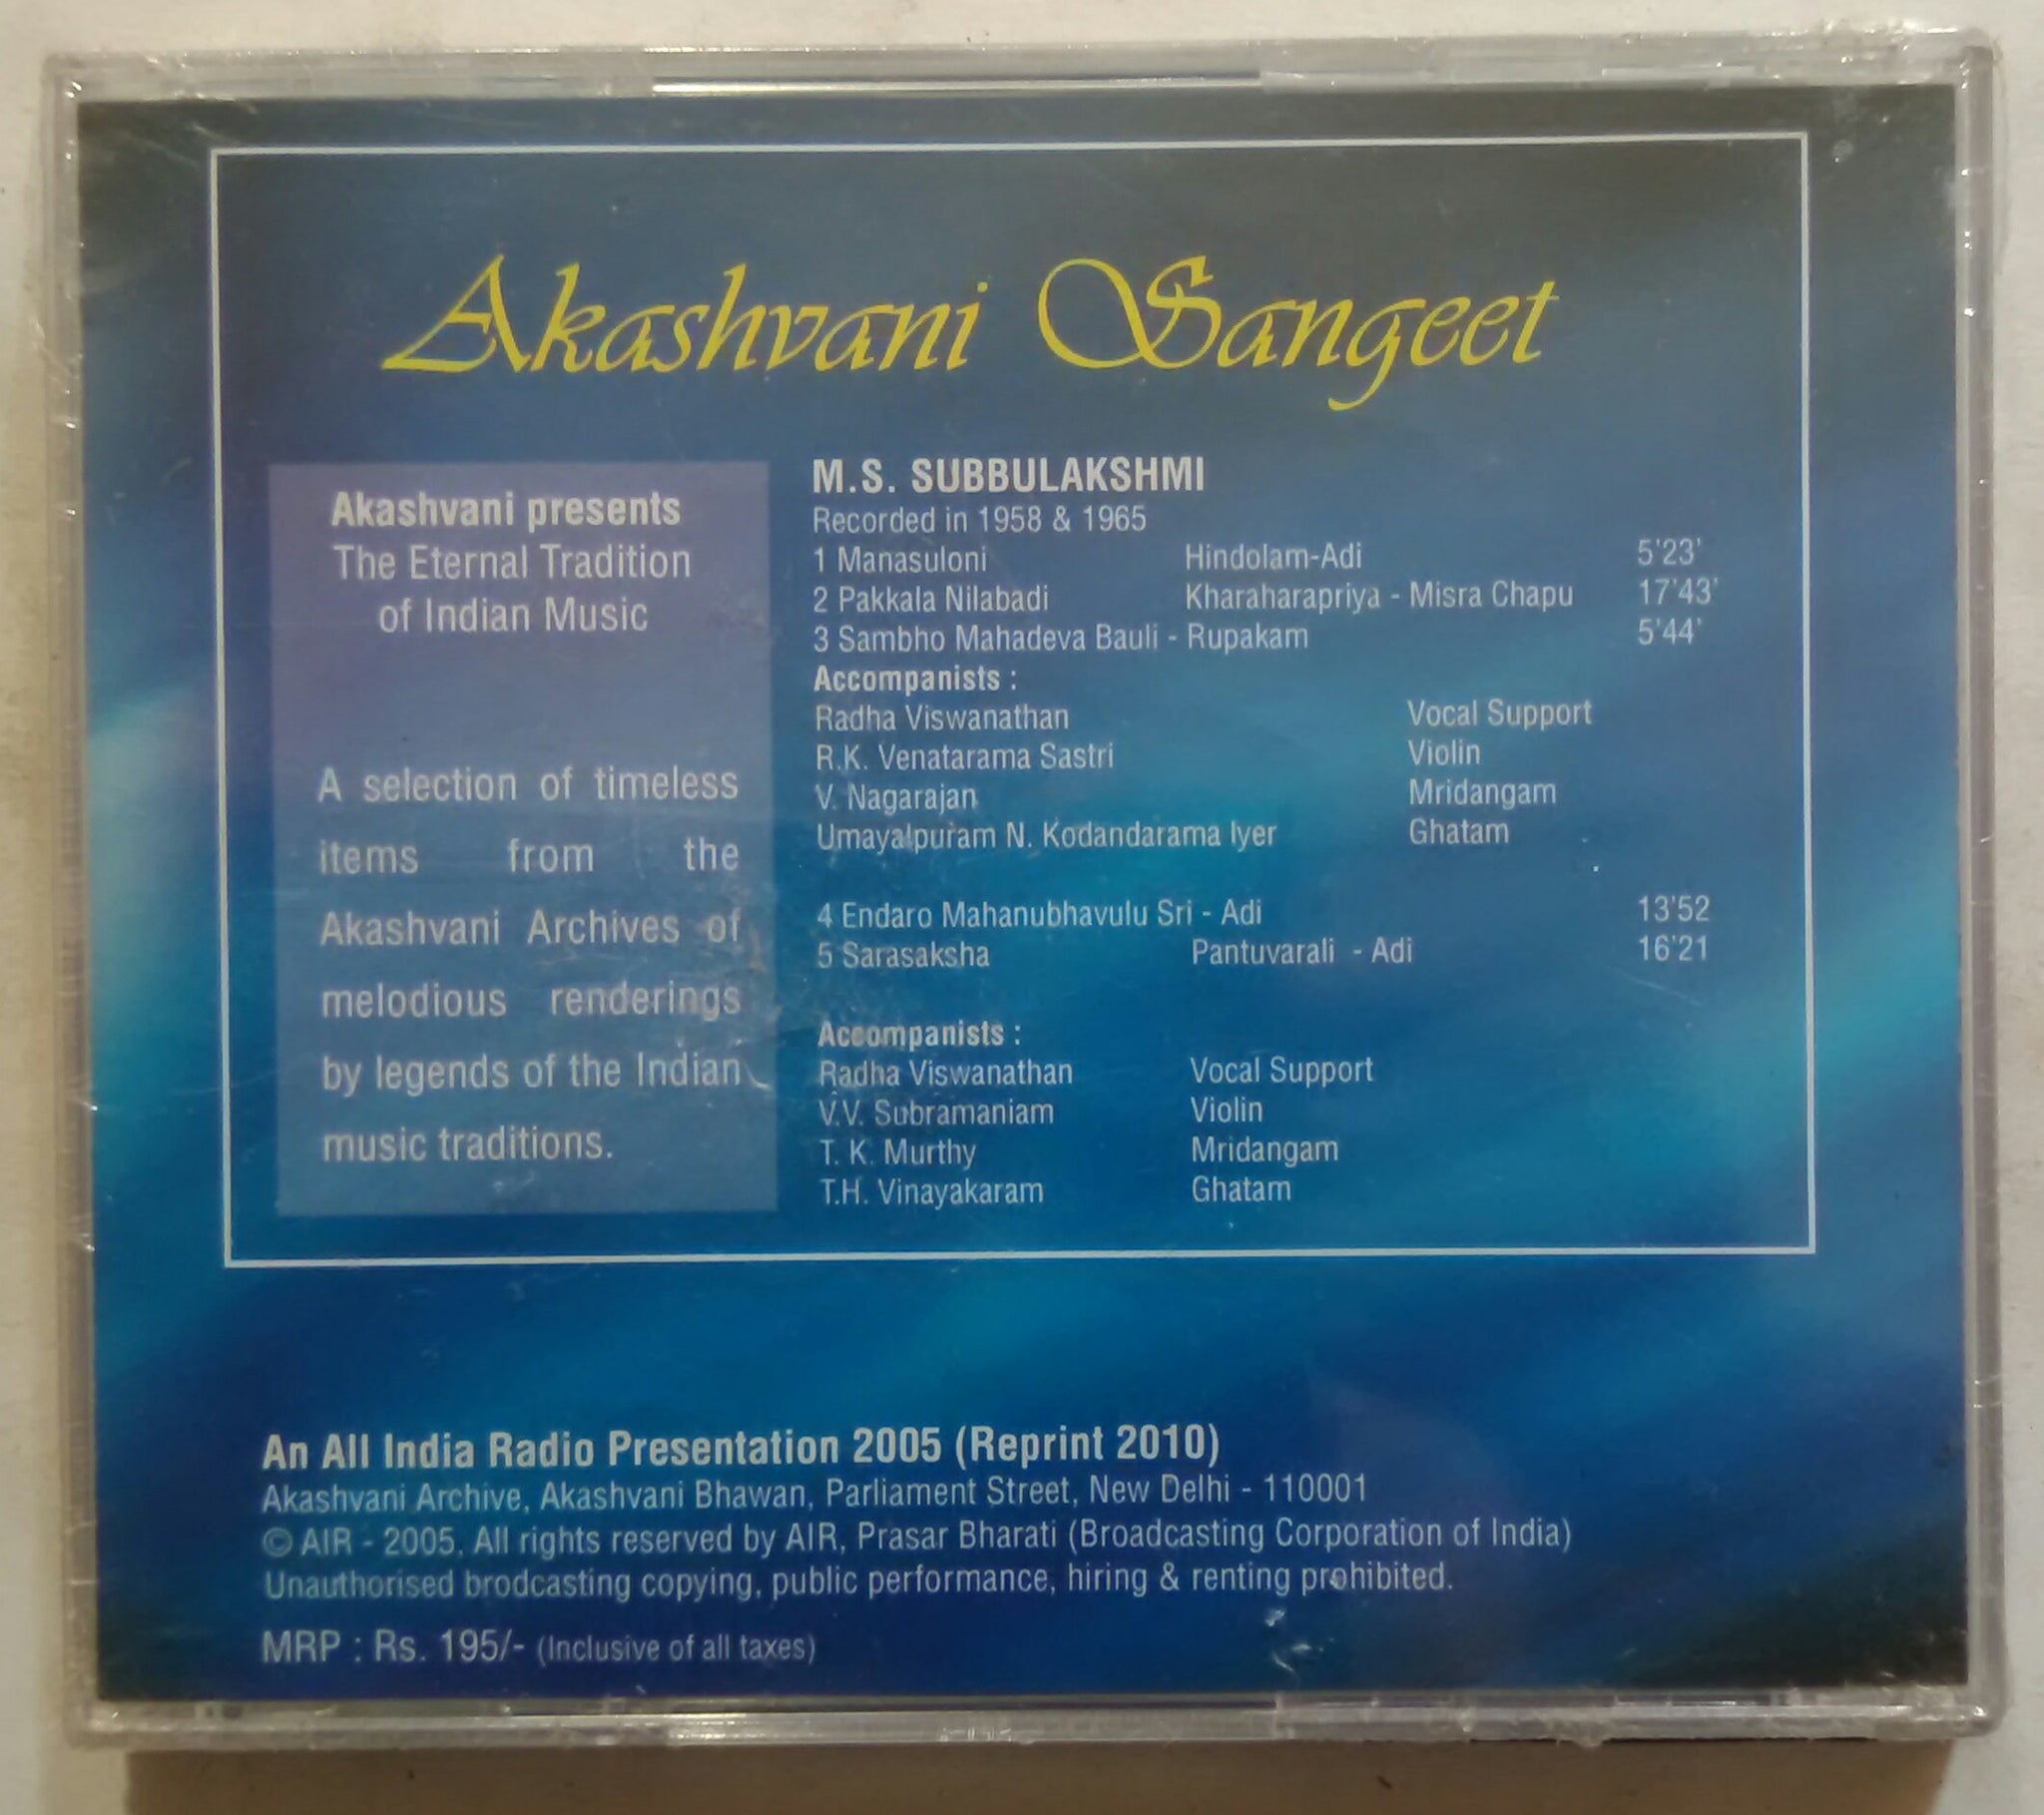 Akashvani Sangeet
Akashvani presents
The Eternal Tradition
of Indian Music
A selection of timeless
items from the
Akashvani Archives of
melodious renderings
by legends of the Indian
music traditions.
M.S. SUBBULAKSHMI
Recorded in 1958 & 1965
1 Manasuloni Hindolam-Adi 5'23'
2 Pakkala Nilabadi Kharaharapriya - Misra Chapu 17'43'
3 Sambho Mahadeva Bauli - Rupakam 5'44'
Accompanists :
Radha Viswanathan Vocal Support
R.K. Venatarama Sastri Violin
V. Nagarajan Mridangam
Umayalpuram N. Kodandarama Iyer Ghatam
4 Endaro Mahanubhavulu Sri - Adi 13'52
5 Sarasaksha Pantuvarali - Adi 16'21
Accompanists :
Radha Viswanathan Vocal Support
V.V. Subramaniam Violin
T. K. Murthy Mridangam
T.H. Vinayakaram Ghatam
An All India Radio Presentation 2005 (Reprint 2010)
Akashvani Archive, Akashvani Bhawan, Parliament Street, New Delhi - 110001
© AIR - 2005. All rights reserved by AIR, Prasar Bharati (Broadcasting Corporation of India)
Unauthorised brodcasting copying, public performance, hiring & renting prohibited.
MRP : Rs. 195/- (Inclusive of all taxes)